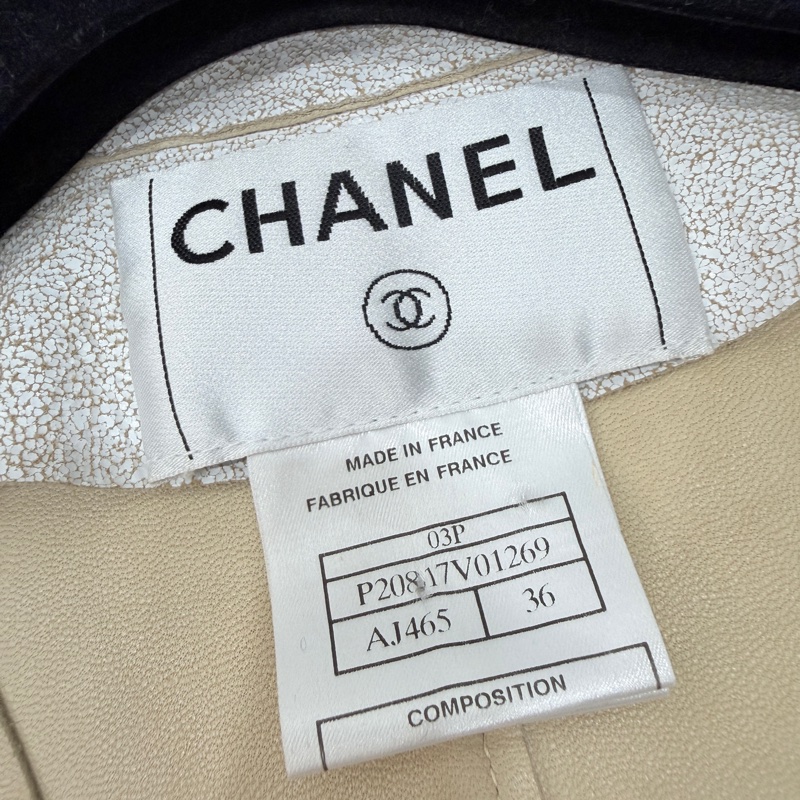 CHANEL
MADE IN FRANCE
FABRIQUE EN FRANCE
03P
P20817V01269
AJ465 36
COMPOSITION